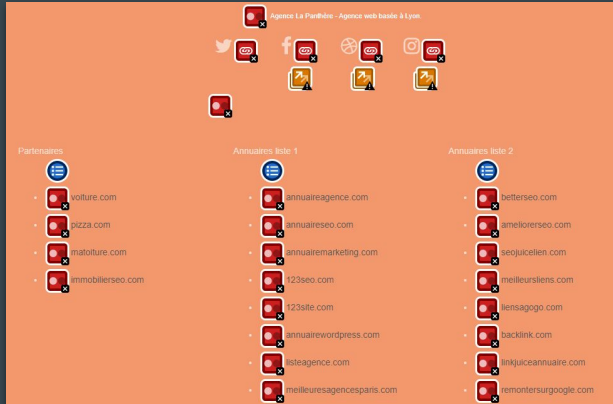 Agence La Panthère - Agence web basée à Lyon.
Partenaires
voiture.com
pizza.com
matoiture.com
immobilierseo.com
Annuaires liste 1
annuaireagence.com
annuaireseo.com
annuairemarketing.com
123seo.com
123site.com
annuairewordpress.com
listeagence.com
meilleuresagencesparis.com
Annuaires liste 2
betterseo.com
ameliorerseo.com
seojuicelien.com
meilleursliens.com
liensagogo.com
backlink.com
linkjuiceannuaire.com
remontersurgoogle.com